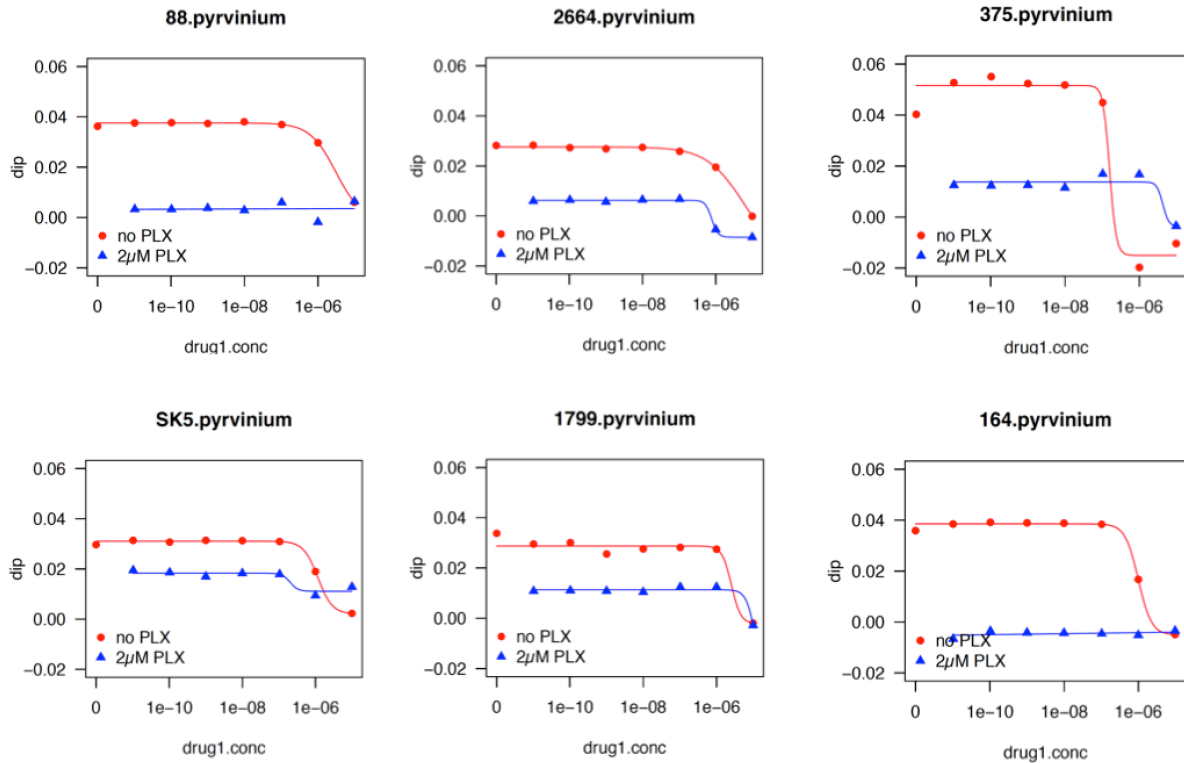 88.pyrvinium
2664.pyrvinium
375.pyrvinium
dip
0.06
0.04
0.02
0.00
−0.02
no PLX
2µM PLX
0
1e−10
1e−08
1e−06
drug1.conc
dip
0.06
0.04
0.02
0.00
−0.02
no PLX
2µM PLX
0
1e−10
1e−08
1e−06
drug1.conc
dip
0.06
0.04
0.02
0.00
−0.02
no PLX
2µM PLX
0
1e−10
1e−08
1e−06
drug1.conc
SK5.pyrvinium
1799.pyrvinium
164.pyrvinium
dip
0.06
0.04
0.02
0.00
−0.02
no PLX
2µM PLX
0
1e−10
1e−08
1e−06
drug1.conc
dip
0.06
0.04
0.02
0.00
−0.02
no PLX
2µM PLX
0
1e−10
1e−08
1e−06
drug1.conc
dip
0.06
0.04
0.02
0.00
−0.02
no PLX
2µM PLX
0
1e−10
1e−08
1e−06
drug1.conc